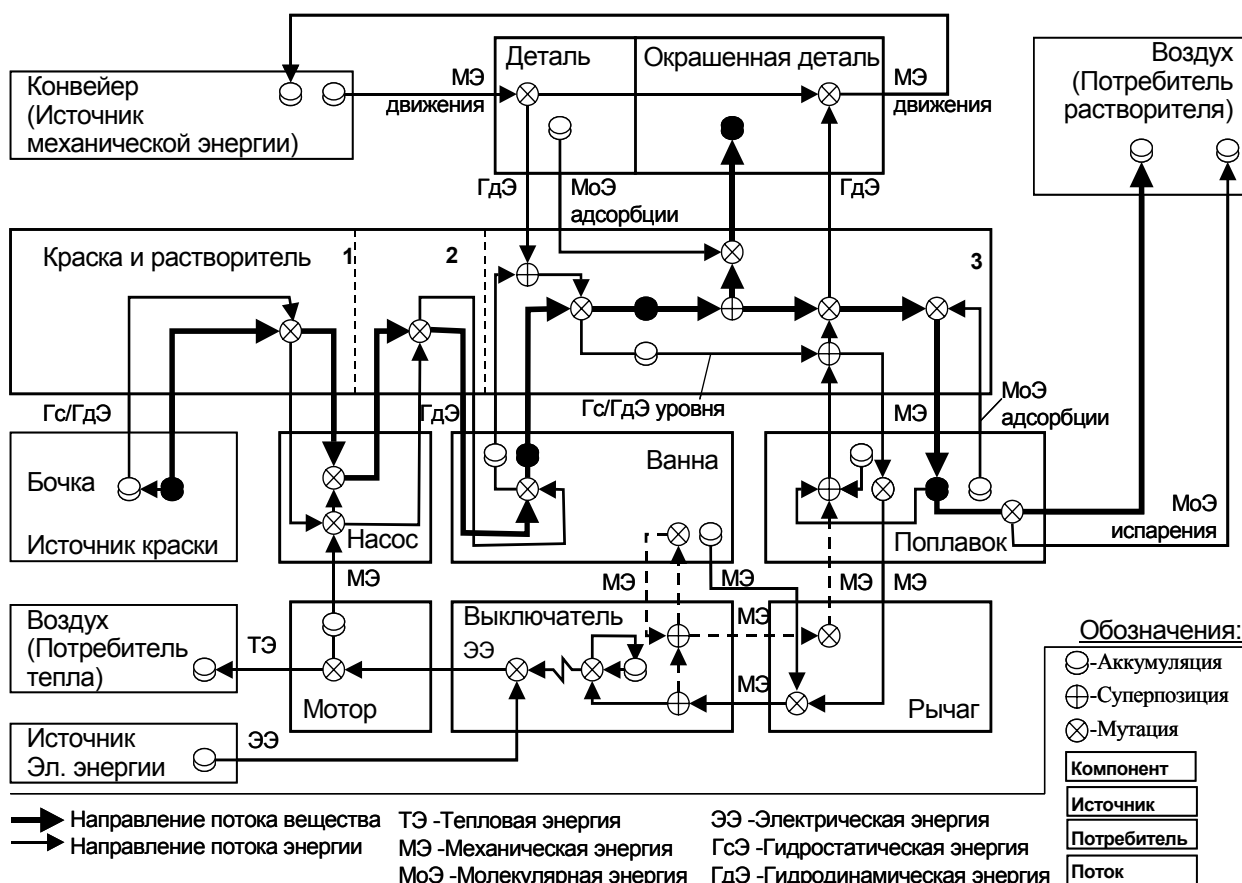 Деталь
Окрашенная деталь
Воздух
(Потребитель
растворителя)
Конвейер
(Источник
механической энергии)
МЭ
движения
МЭ
движения
ГдЭ
МоЭ
адсорбции
ГдЭ
Краска и растворитель
1
2
3
Гс/ГдЭ
ГдЭ
Гс/ГдЭ уровня
МЭ
МоЭ
адсорбции
Бочка
Источник краски
Насос
Ванна
Поплавок
МоЭ
испарения
МЭ
МЭ
МЭ
МЭ
МЭ
Воздух
(Потребитель
тепла)
ТЭ
Мотор
Выключатель
ЭЭ
МЭ
МЭ
Рычаг
Источник
Эл. энергии
ЭЭ
Обозначения:
-Аккумуляция
-Суперпозиция
-Мутация
Компонент
Источник
Потребитель
Поток
Направление потока вещества
Направление потока энергии
ТЭ -Тепловая энергия
МЭ -Механическая энергия
МоЭ -Молекулярная энергия
ЭЭ -Электрическая энергия
ГсЭ -Гидростатическая энергия
ГдЭ -Гидродинамическая энергия